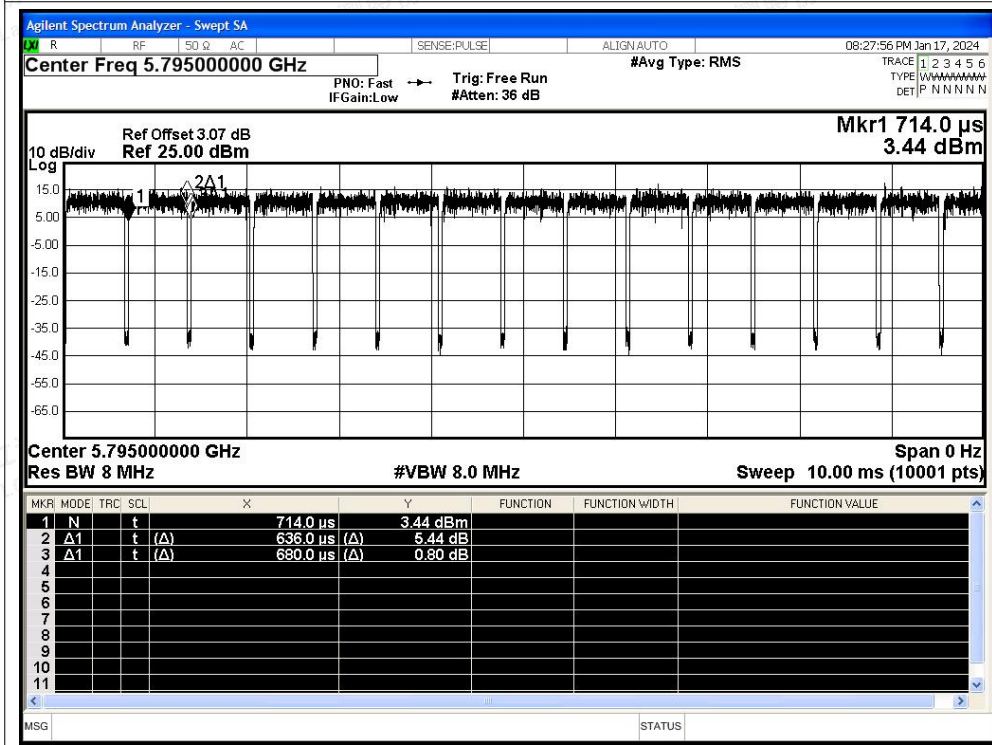 Agilent Spectrum Analyzer - Swept SA
LXI R RF 50 Ω AC SENSE:PULSE ALIGN AUTO 08:27:56 PM Jan 17, 2024
Center Freq 5.795000000 GHz
#Avg Type: RMS
TRACE 1 2 3 4 5 6
PNO: Fast Trig: Free Run
TYPE W
IFGain:Low #Atten: 36 dB
DET P N N N N N
Mkr1 714.0 µs
Ref Offset 3.07 dB
10 dB/div Ref 25.00 dBm 3.44 dBm
Log
15.0
5.00
-5.00
-15.0
-25.0
-35.0
-45.0
-55.0
-65.0
1
2Δ1
Center 5.795000000 GHz Span 0 Hz
Res BW 8 MHz #VBW 8.0 MHz Sweep 10.00 ms (10001 pts)
MKR MODE TRC SCL X Y FUNCTION FUNCTION WIDTH FUNCTION VALUE
1 N t 714.0 µs 3.44 dBm
2 Δ1 t (Δ) 636.0 µs (Δ) 5.44 dB
3 Δ1 t (Δ) 680.0 µs (Δ) 0.80 dB
4
5
6
7
8
9
10
11
MSG STATUS